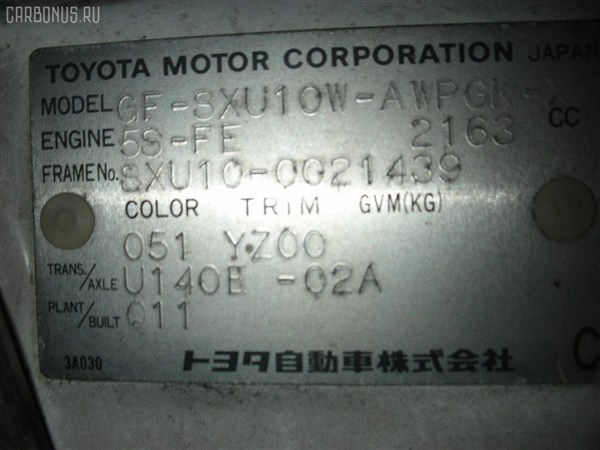 CARBONUS.RU
TOYOTA MOTOR CORPORATION JAPAN
MODEL GF-SXU10W-AWPGK-X
ENGINE 5S-FE 2163 CC
FRAME No. SXU10-0021439
COLOR TRIM GVM(KG)
051 YZ00
TRANS./AXLE U140E -02A
PLANT/BUILT 011
3A030 トヨタ自動車株式会社 C